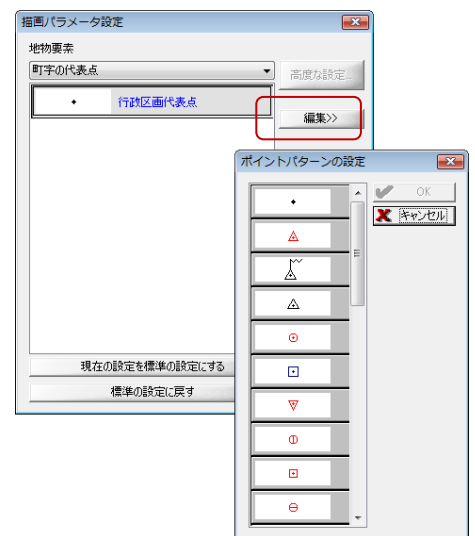 描画パラメータ設定
地物要素
町字の代表点
高度な設定...
行政区画代表点
編集>>
現在の設定を標準の設定にする
標準の設定に戻す
ポイントパターンの設定
OK
キャンセル